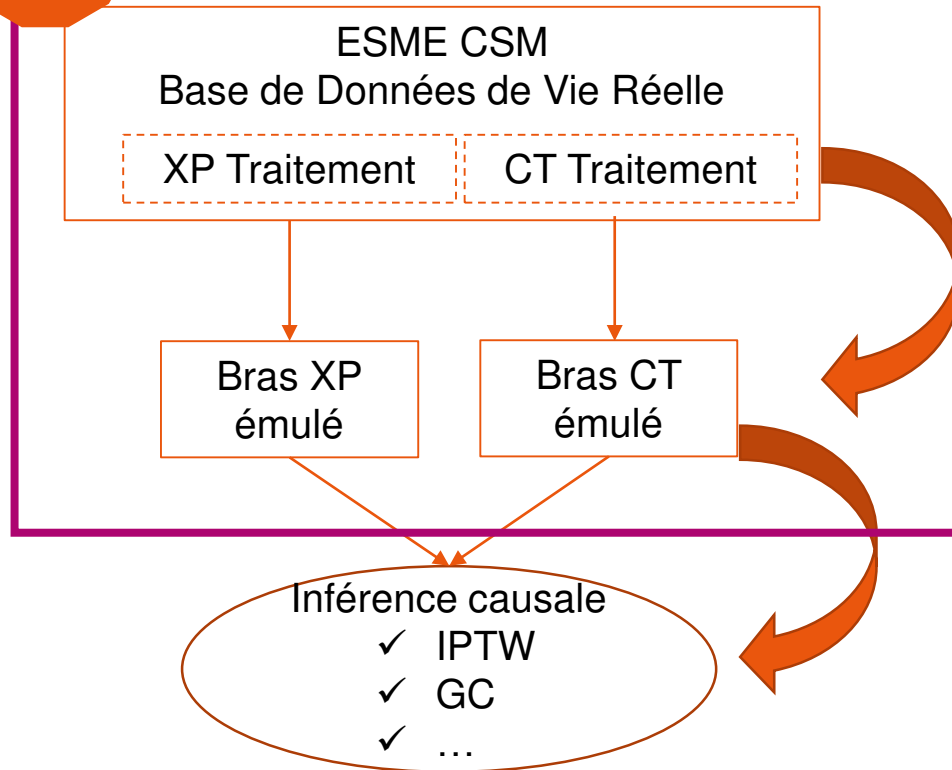 ESME CSM
Base de Données de Vie Réelle
XP Traitement
CT Traitement
Bras XP
émulé
Bras CT
émulé
Inférence causale
✓ IPTW
✓ GC
✓ …